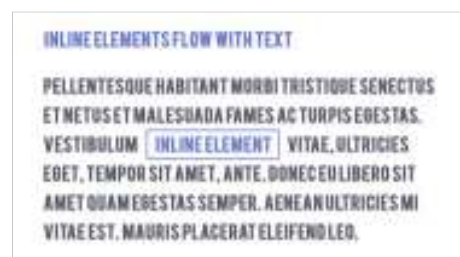 INLINE ELEMENTS FLOW WITH TEXT
PELLENTESQUE HABITANT MORBI TRISTIQUE SENECTUS
ET NETUS ET MALESUADA FAMES AC TURPIS EGESTAS.
VESTIBULUM INLINE ELEMENT VITAE, ULTRICIES
EGET, TEMPOR SIT AMET, ANTE. DONEC EU LIBERO SIT
AMET QUAM EGESTAS SEMPER. AENEAN ULTRICIES MI
VITAE EST. MAURIS PLACERAT ELEIFEND LEO.